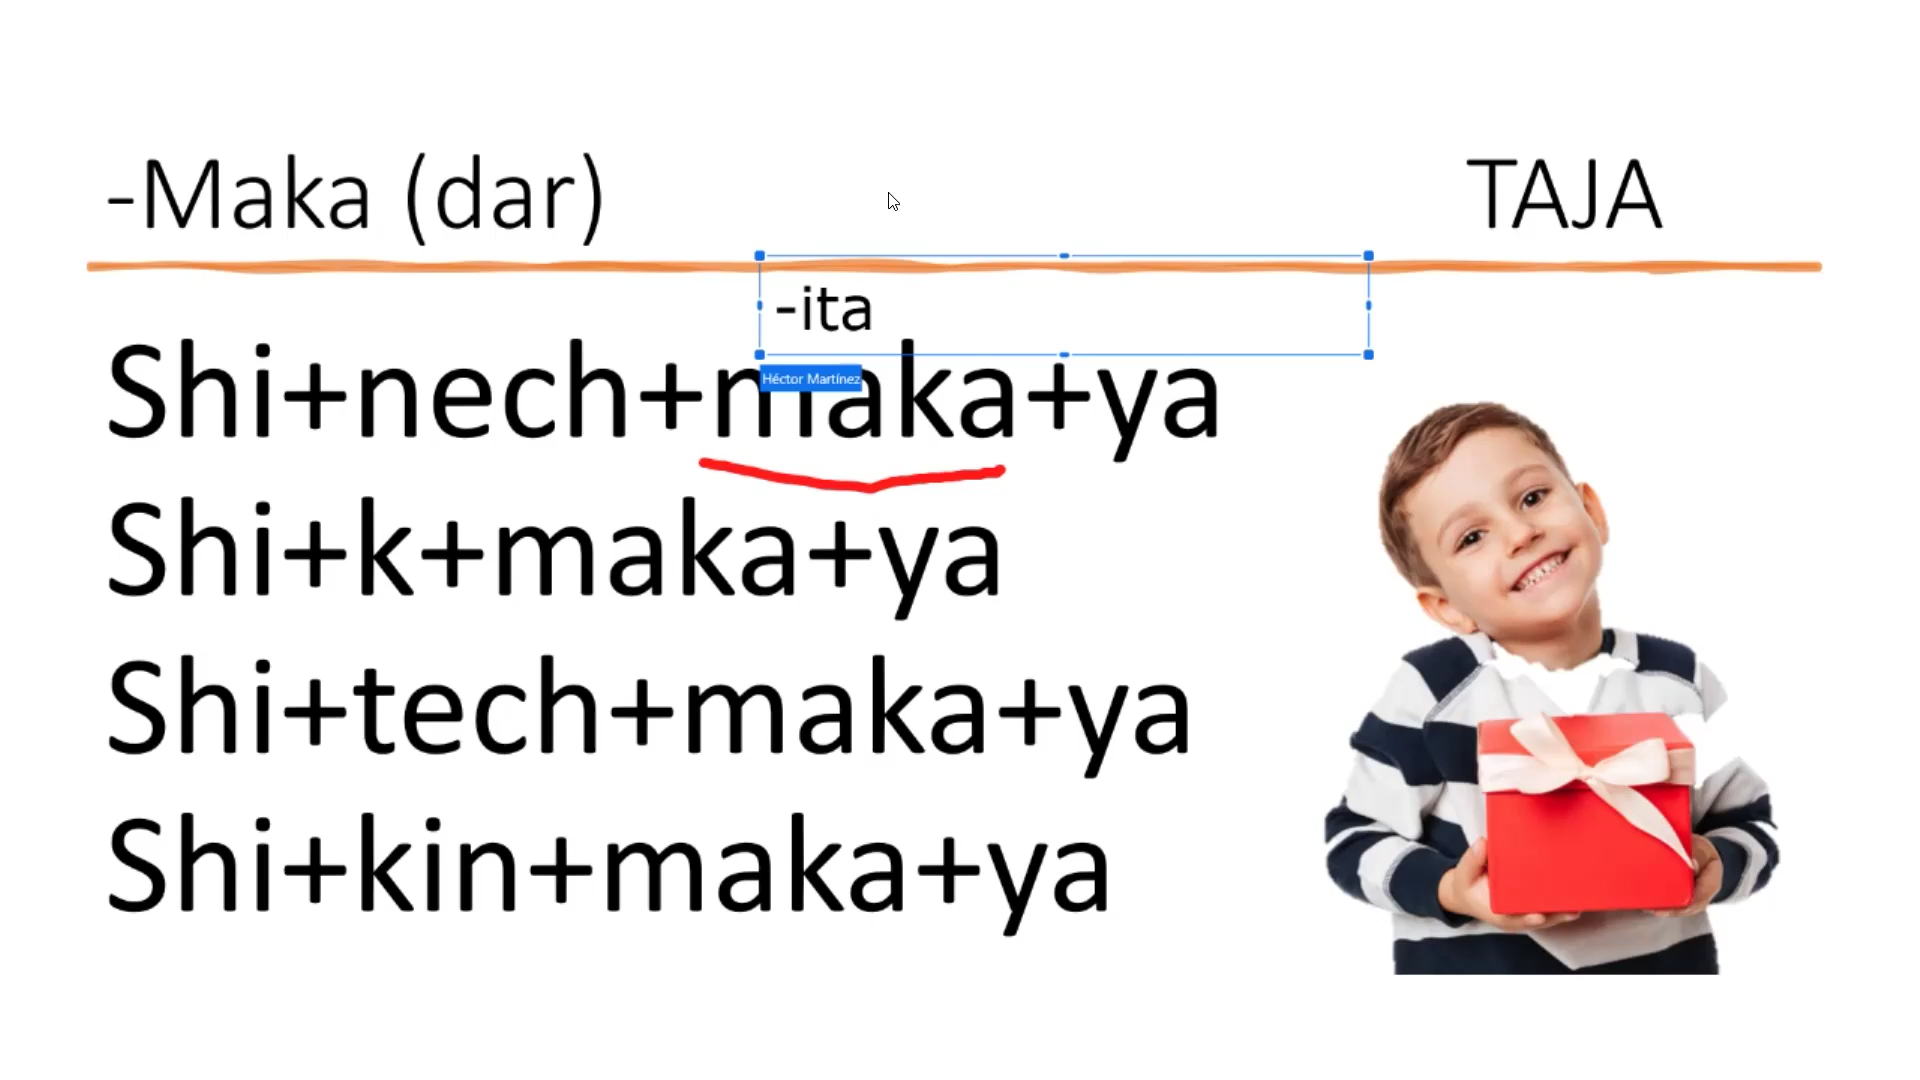 -Maka (dar) TAJA
-ita
Shi+nech+maka+ya
Héctor Martínez
Shi+k+maka+ya
Shi+tech+maka+ya
Shi+kin+maka+ya